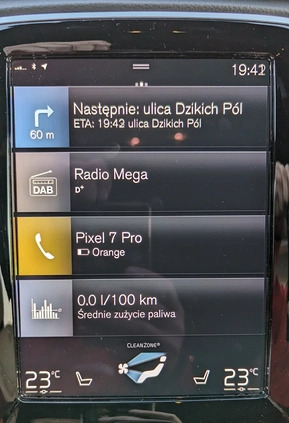 19:42
Następnie: ulica Dzikich Pól
60 m
ETA: 19:42 ulica Dzikich Pól
Radio Mega
DAB
D+
Pixel 7 Pro
Orange
0.0 l/100 km
Średnie zużycie paliwa
CLEANZONE®
23°C
23°C